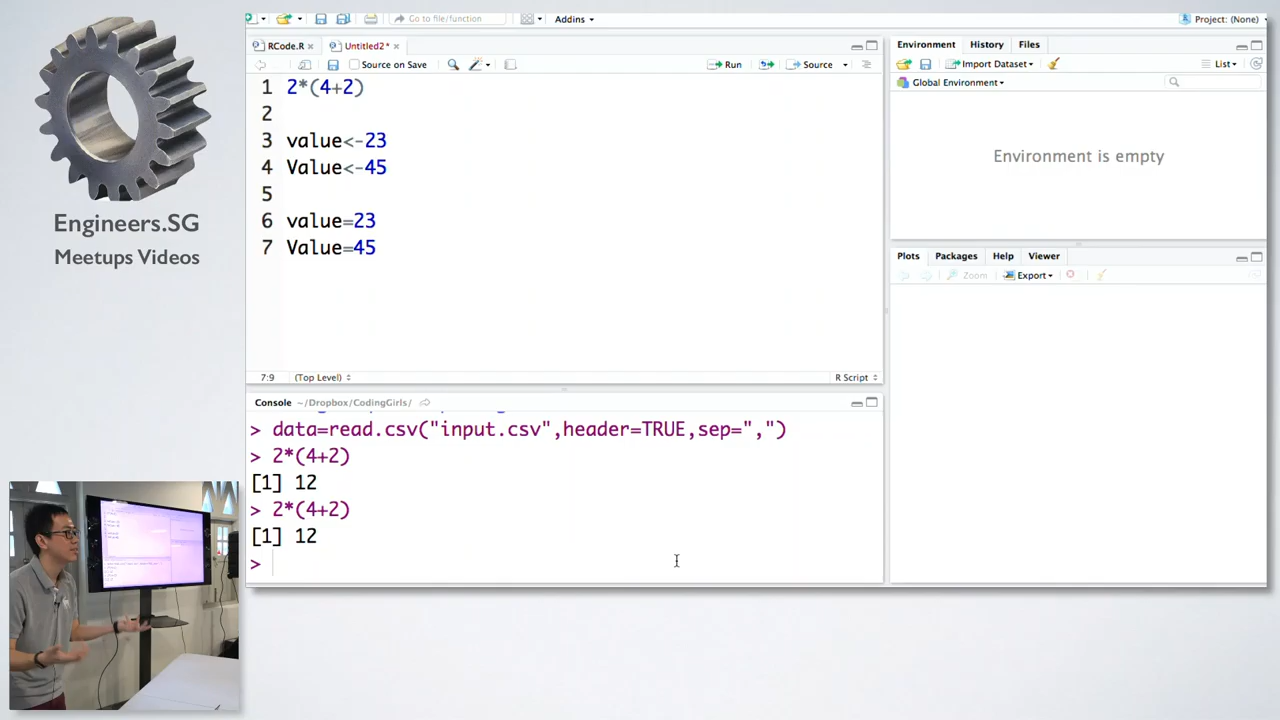 Engineers.SG
Meetups Videos
Go to file/function
Addins
Project: (None)
RCode.R
Untitled2*
Source on Save
Run
Source
1 2*(4+2)
2
3 value<-23
4 Value<-45
5
6 value=23
7 Value=45
7:9 (Top Level) R Script
Console ~/Dropbox/CodingGirls/
> data=read.csv("input.csv",header=TRUE,sep=",")
> 2*(4+2)
[1] 12
> 2*(4+2)
[1] 12
>
Environment History Files
Import Dataset List
Global Environment
Environment is empty
Plots Packages Help Viewer
Zoom Export